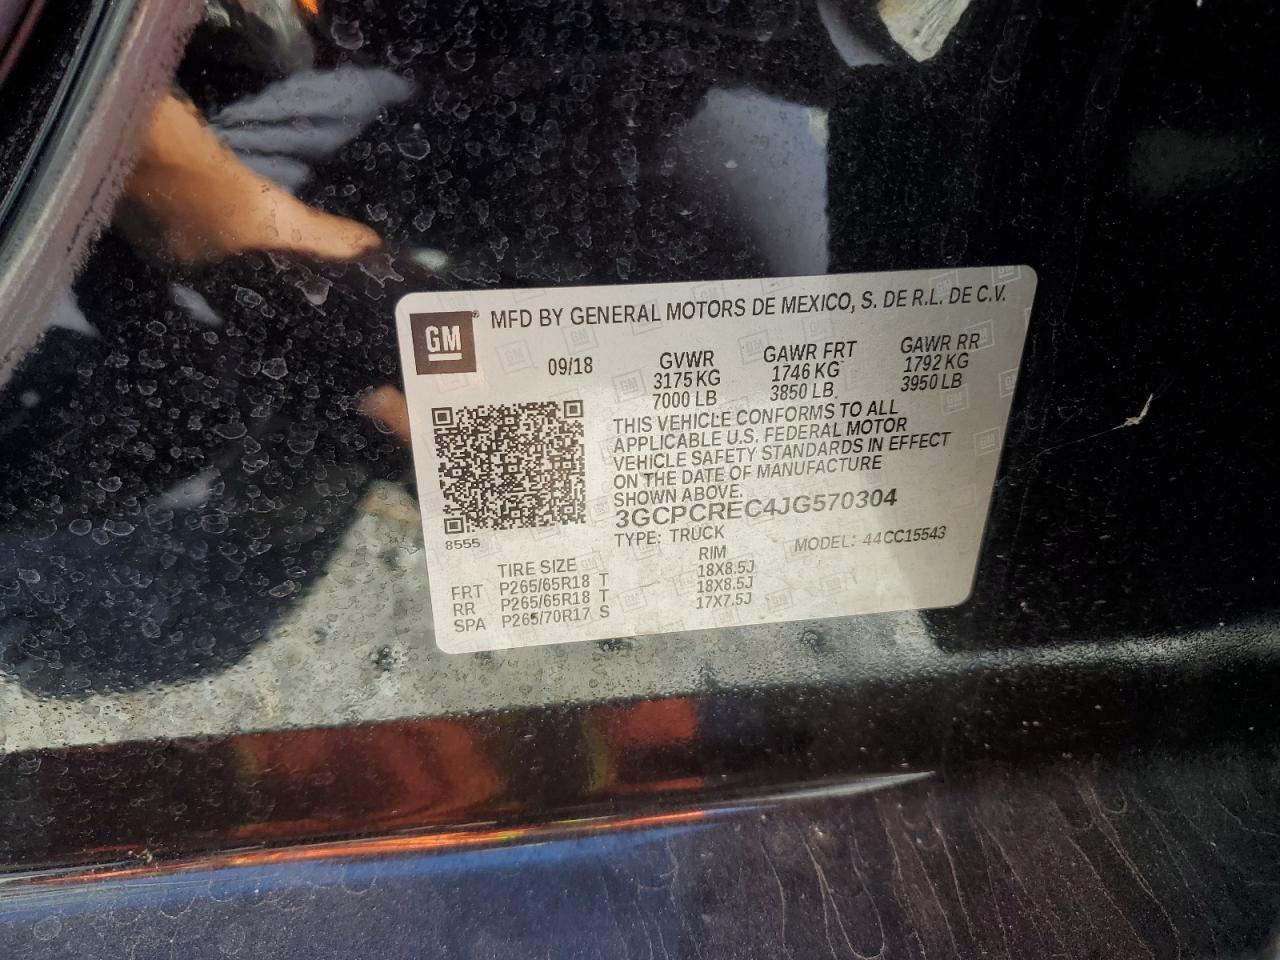 GM
MFD BY GENERAL MOTORS DE MEXICO, S. DE R.L. DE C.V.
09/18
GVWR
3175 KG
7000 LB
GAWR FRT
1746 KG
3850 LB
GAWR RR
1792 KG
3950 LB
THIS VEHICLE CONFORMS TO ALL
APPLICABLE U.S. FEDERAL MOTOR
VEHICLE SAFETY STANDARDS IN EFFECT
ON THE DATE OF MANUFACTURE
SHOWN ABOVE.
3GCPCREC4JG570304
TYPE: TRUCK
MODEL: 44CC15543
8555
TIRE SIZE RIM
FRT P265/65R18 T 18X8.5J
RR P265/65R18 T 18X8.5J
SPA P265/70R17 S 17X7.5J